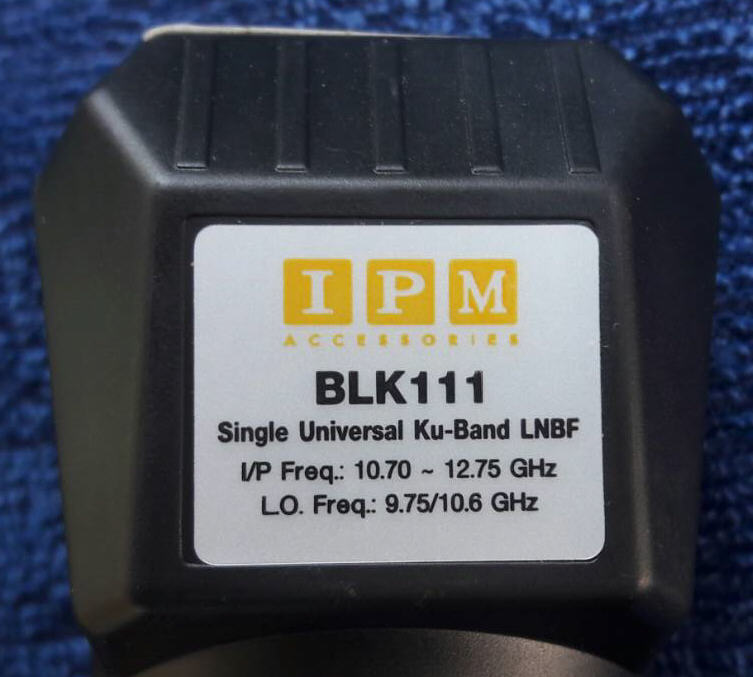 IPM
ACCESSORIES
BLK111
Single Universal Ku-Band LNBF
I/P Freq.: 10.70 ~ 12.75 GHz
L.O. Freq.: 9.75/10.6 GHz